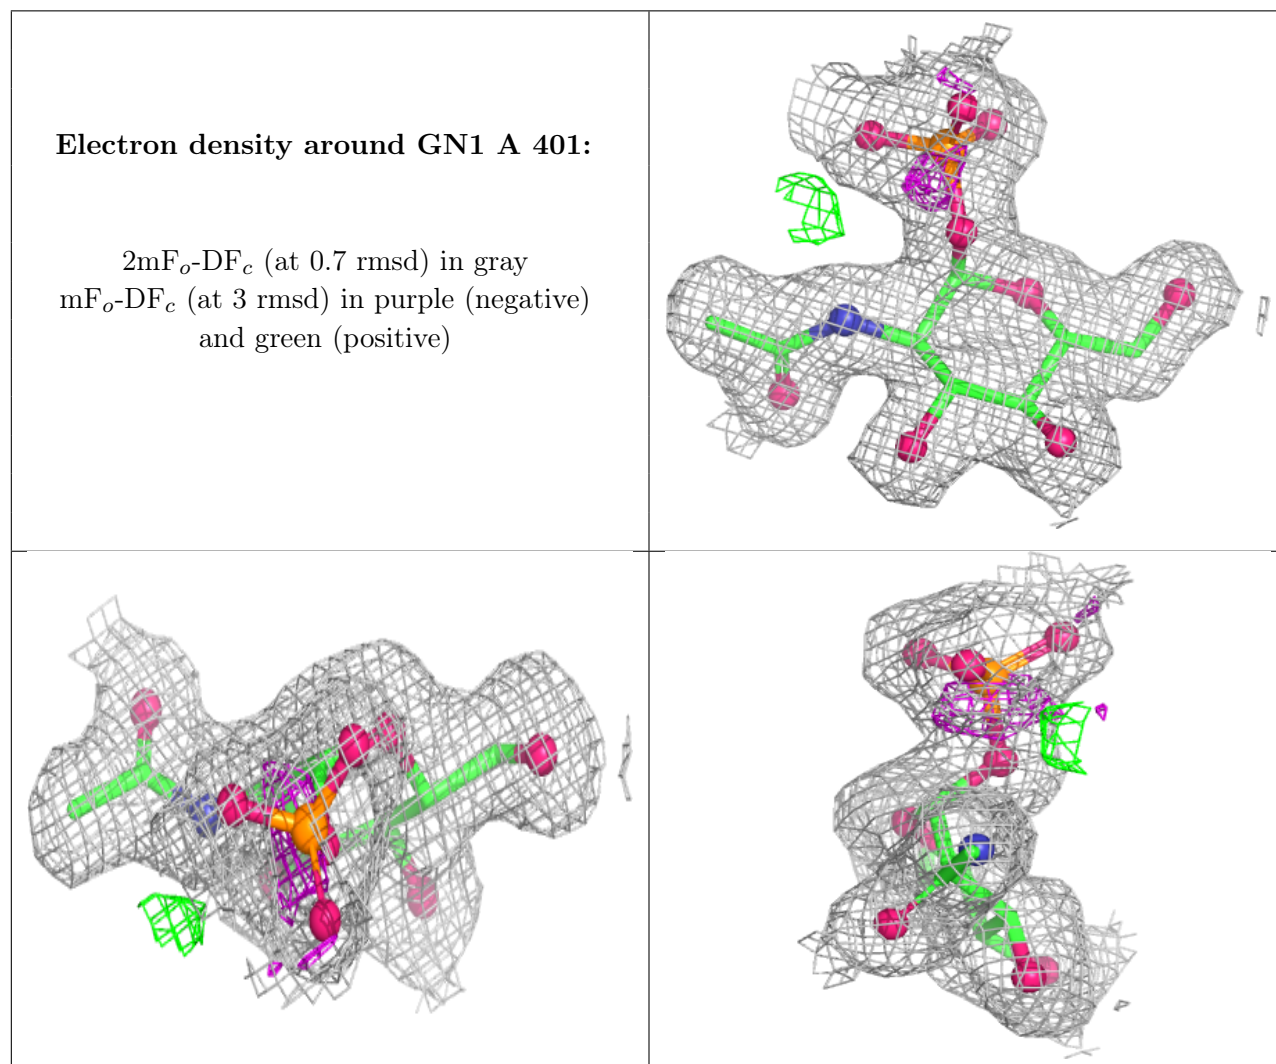 Electron density around GN1 A 401:
2mFₒ-DF𝒸 (at 0.7 rmsd) in gray
mFₒ-DF𝒸 (at 3 rmsd) in purple (negative)
and green (positive)